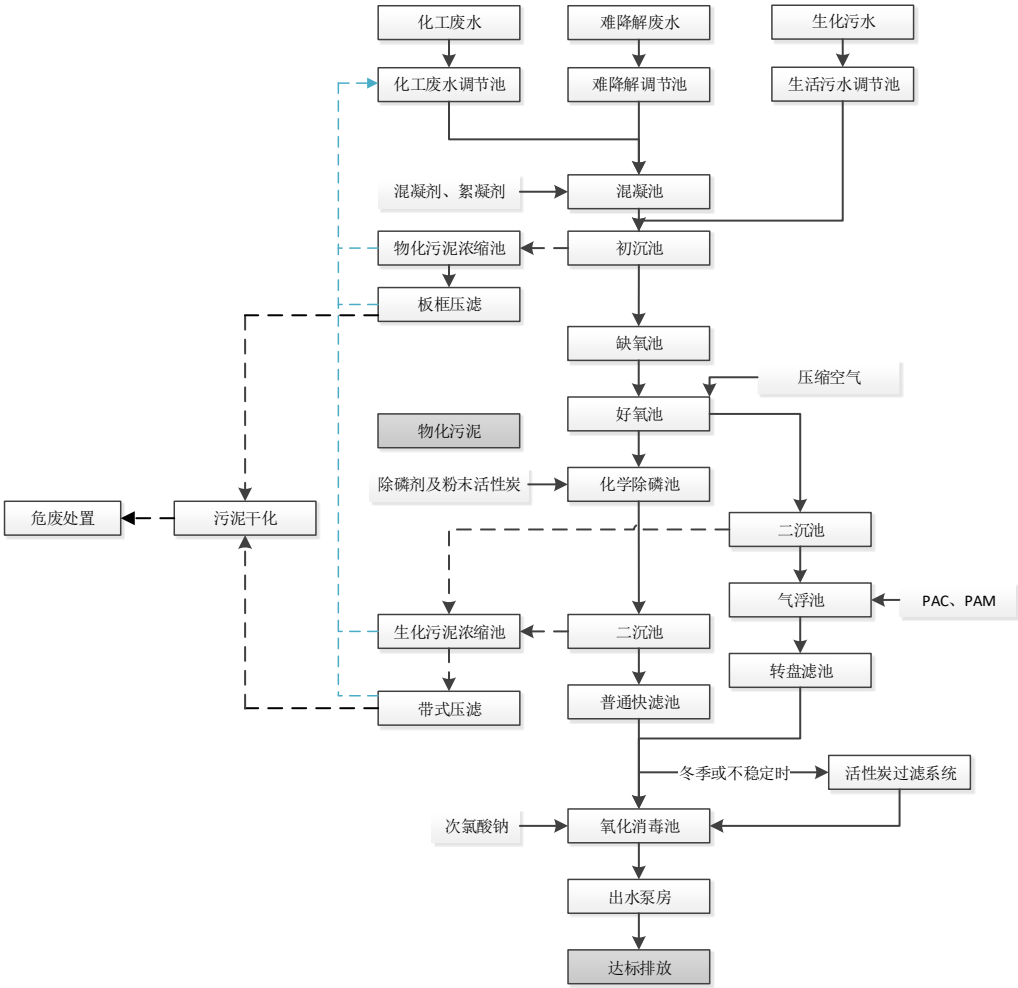 化工废水
难降解废水
生化污水
化工废水调节池
难降解调节池
生活污水调节池
混凝剂、絮凝剂
混凝池
物化污泥浓缩池
初沉池
板框压滤
缺氧池
压缩空气
好氧池
物化污泥
除磷剂及粉末活性炭
化学除磷池
危废处置
污泥干化
二沉池
气浮池
PAC、PAM
生化污泥浓缩池
二沉池
转盘滤池
带式压滤
普通快滤池
冬季或不稳定时
活性炭过滤系统
次氯酸钠
氧化消毒池
出水泵房
达标排放